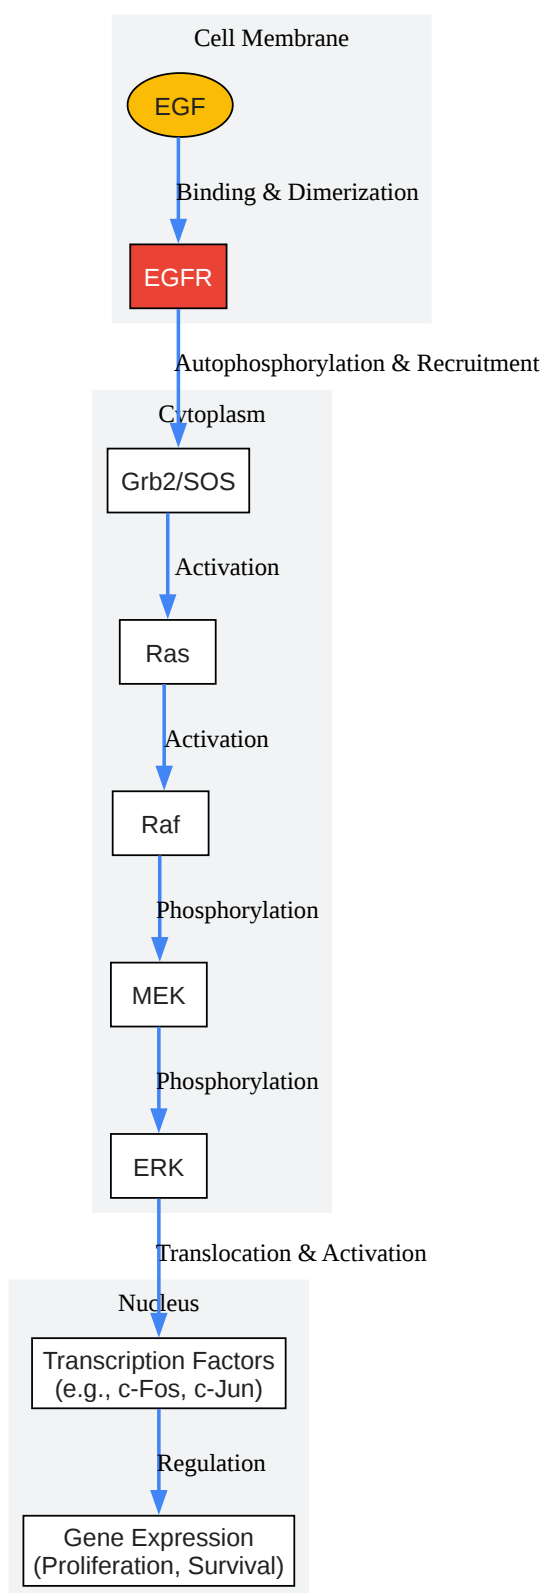 Cell Membrane
EGF
Binding & Dimerization
EGFR
Autophosphorylation & Recruitment
Cytoplasm
Grb2/SOS
Activation
Ras
Activation
Raf
Phosphorylation
MEK
Phosphorylation
ERK
Translocation & Activation
Nucleus
Transcription Factors
(e.g., c-Fos, c-Jun)
Regulation
Gene Expression
(Proliferation, Survival)